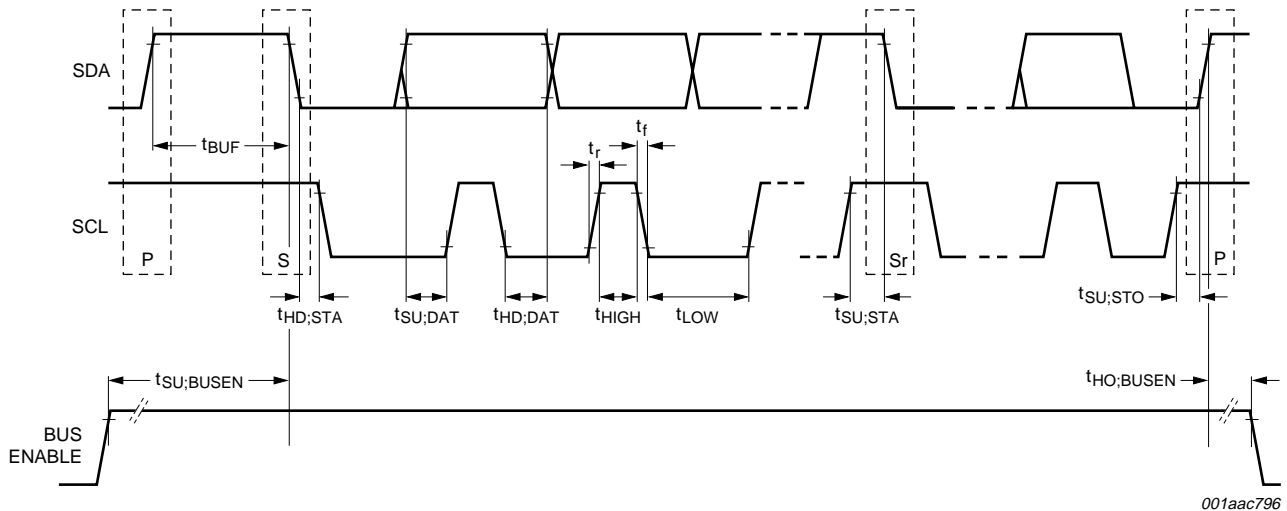 SDA
tBUF
tf
tr
SCL
P
S
Sr
P
tHD;STA
tSU;DAT
tHD;DAT
tHIGH
tLOW
tSU;STA
tSU;STO
tSU;BUSEN
tHO;BUSEN
BUS
ENABLE
001aac796